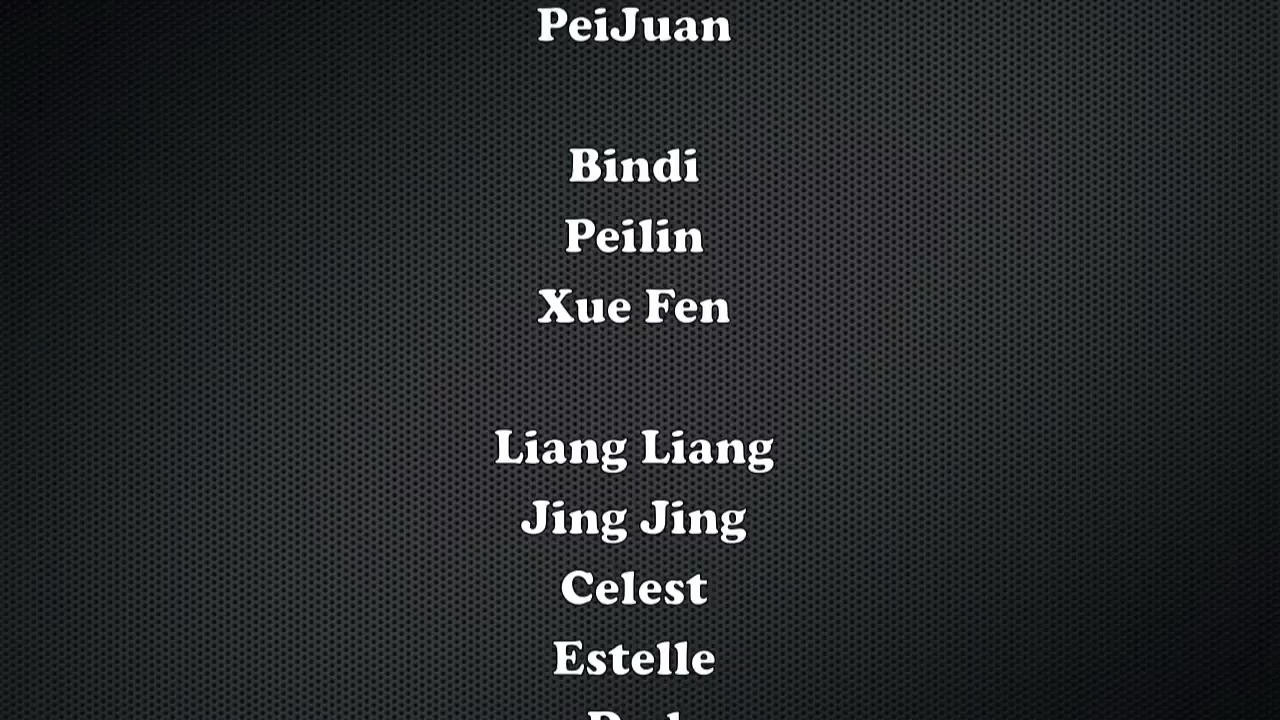 PeiJuan
Bindi
Peilin
Xue Fen
Liang Liang
Jing Jing
Celest
Estelle